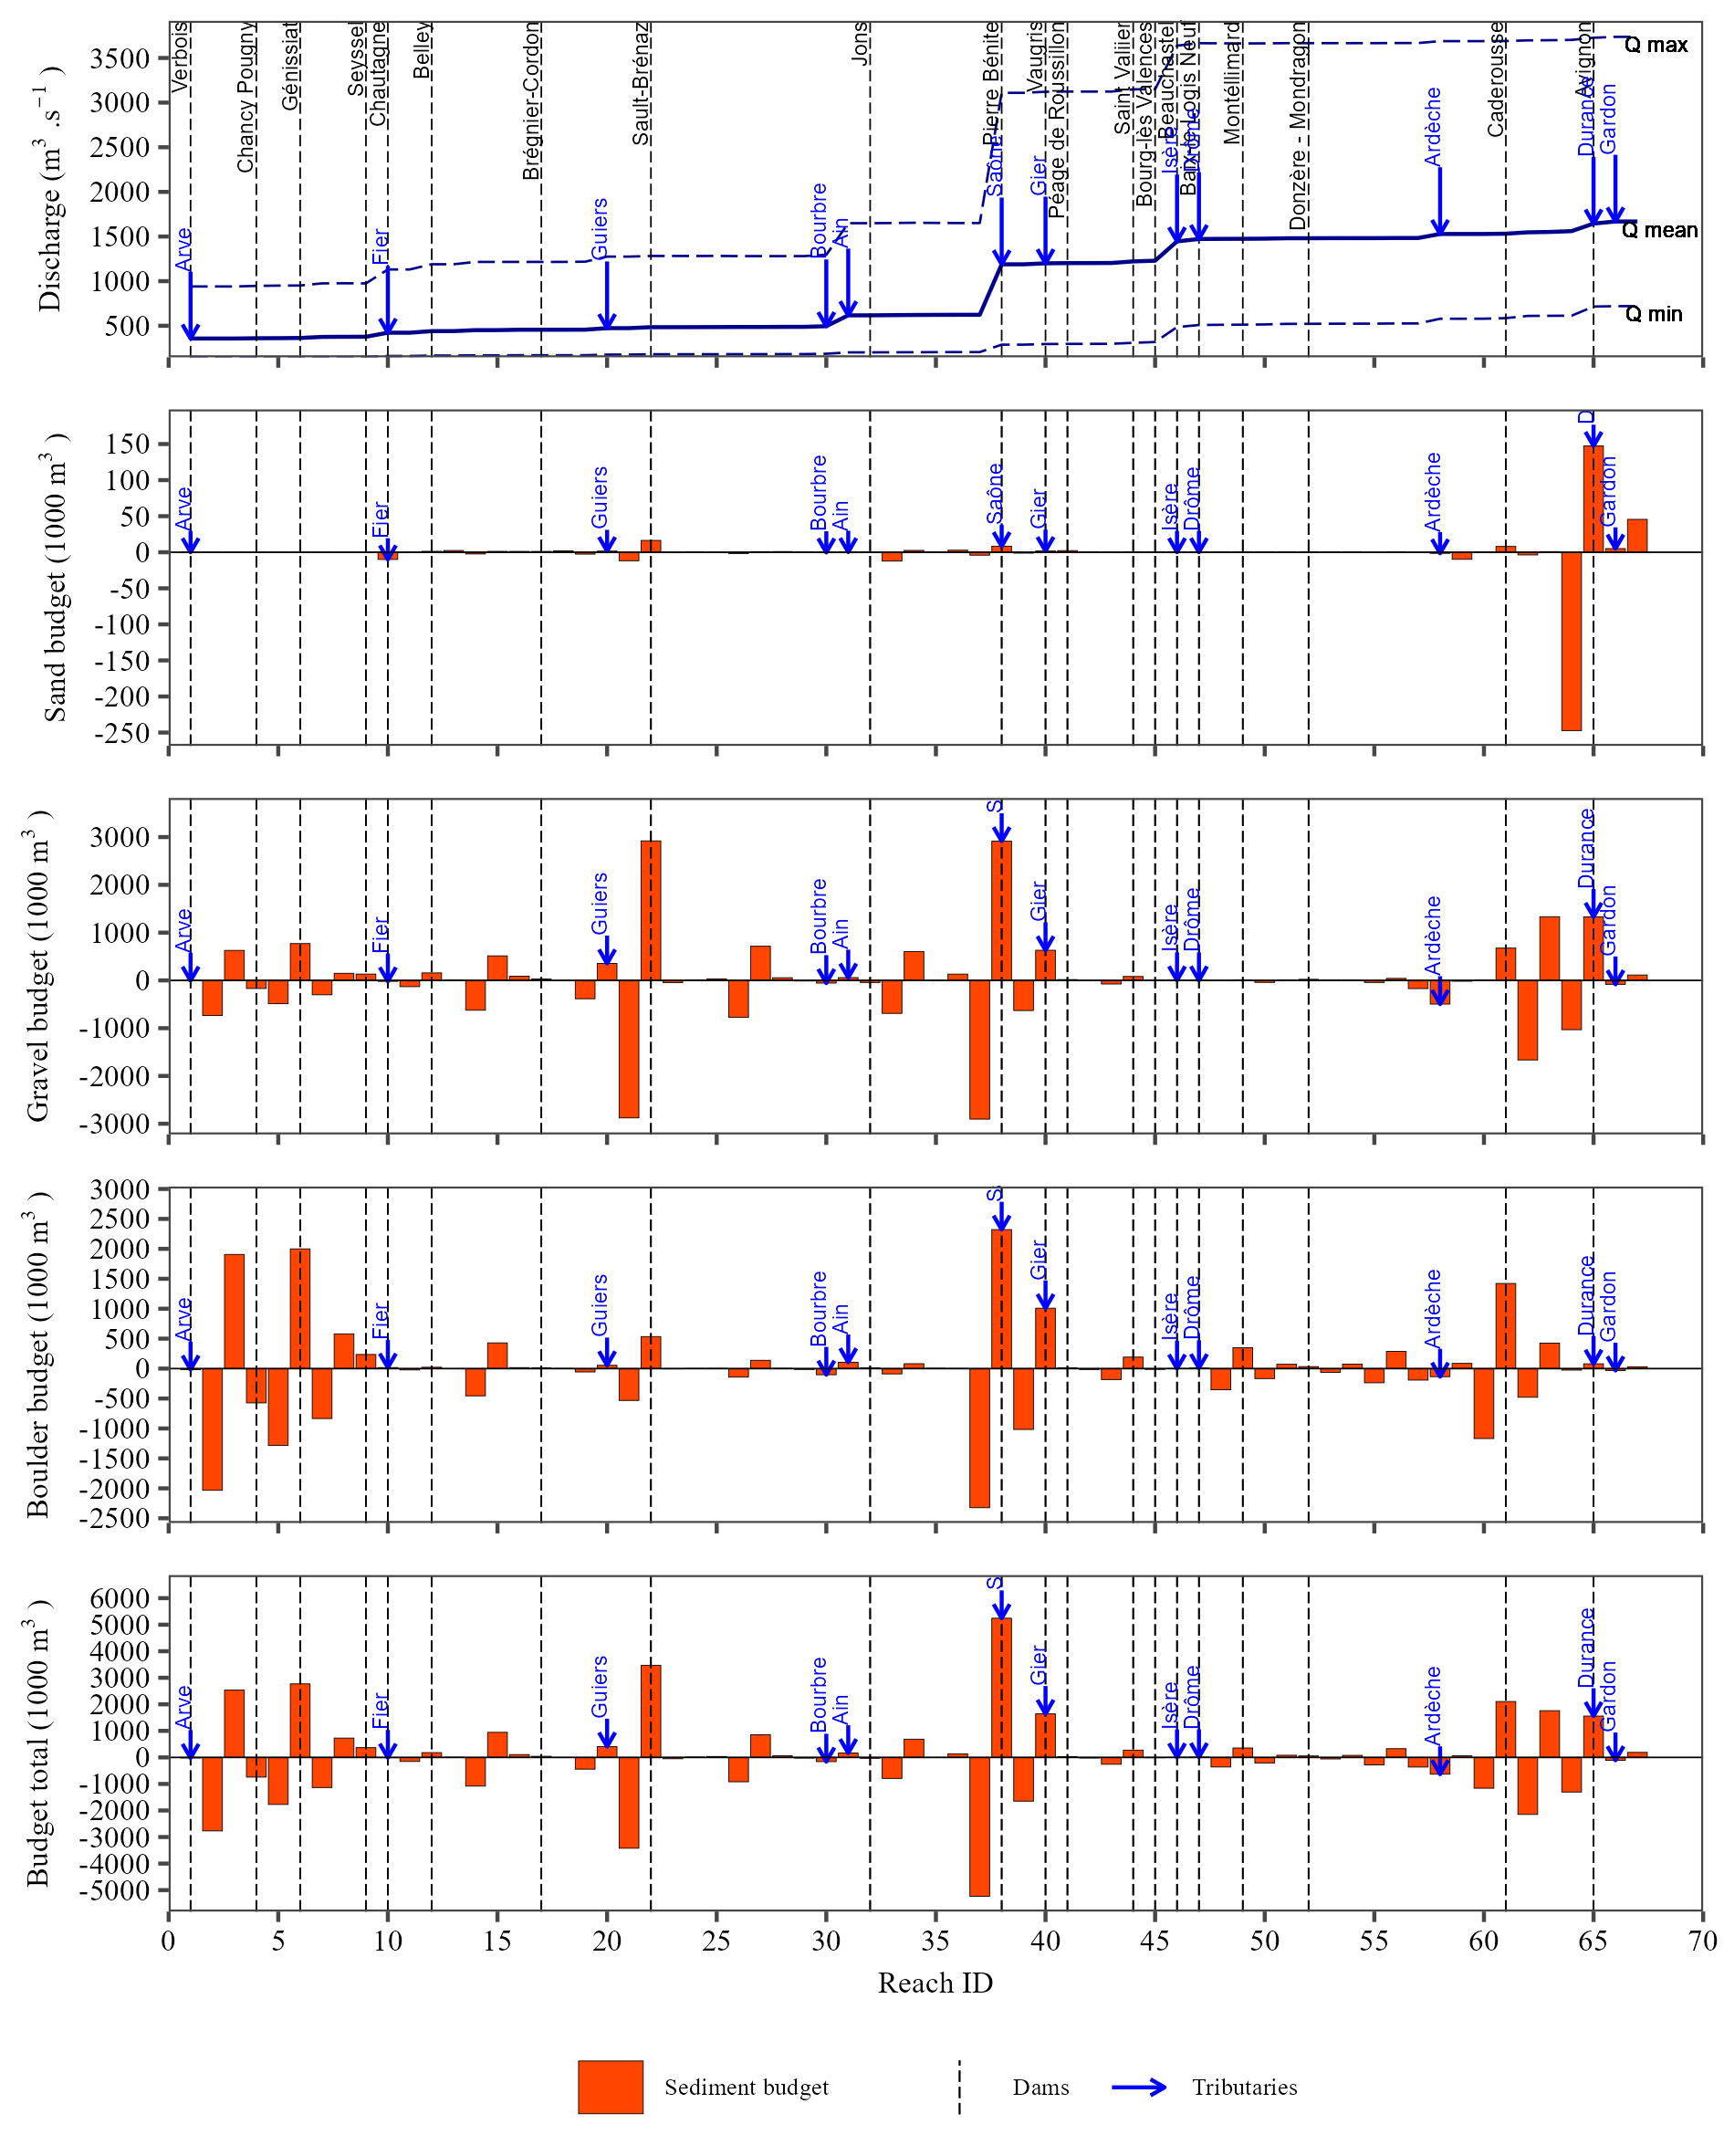 Discharge (m³ .s⁻¹ )
3500
3000
2500
2000
1500
1000
500
Verbois
Chancy Pougny
Génissiat
Seyssel
Chautagne
Belley
Brégnier-Cordon
Sault-Brénaz
Jons
Pierre Bénite
Vaugris
Péage de Roussillon
Saint Vallier
Bourg-lès Valences
Beauchastel
Baix-le-Logis Neuf
Montélimard
Donzère - Mondragon
Caderousse
Avignon
Arve
Fier
Guiers
Bourbre
Ain
Saône
Gier
Isère
Drôme
Ardèche
Durance
Gardon
Q max
Q mean
Q min
Sand budget (1000 m³ )
150
100
50
0
-50
-100
-150
-200
-250
Arve
Fier
Guiers
Bourbre
Ain
Saône
Gier
Isère
Drôme
Ardèche
D
Gardon
Gravel budget (1000 m³ )
3000
2000
1000
0
-1000
-2000
-3000
Arve
Fier
Guiers
Bourbre
Ain
S
Gier
Isère
Drôme
Ardèche
Durance
Gardon
Boulder budget (1000 m³ )
3000
2500
2000
1500
1000
500
0
-500
-1000
-1500
-2000
-2500
Arve
Fier
Guiers
Bourbre
Ain
S
Gier
Isère
Drôme
Ardèche
Durance
Gardon
Budget total (1000 m³ )
6000
5000
4000
3000
2000
1000
0
-1000
-2000
-3000
-4000
-5000
Arve
Fier
Guiers
Bourbre
Ain
S
Gier
Isère
Drôme
Ardèche
Durance
Gardon
0 5 10 15 20 25 30 35 40 45 50 55 60 65 70
Reach ID
Sediment budget Dams Tributaries